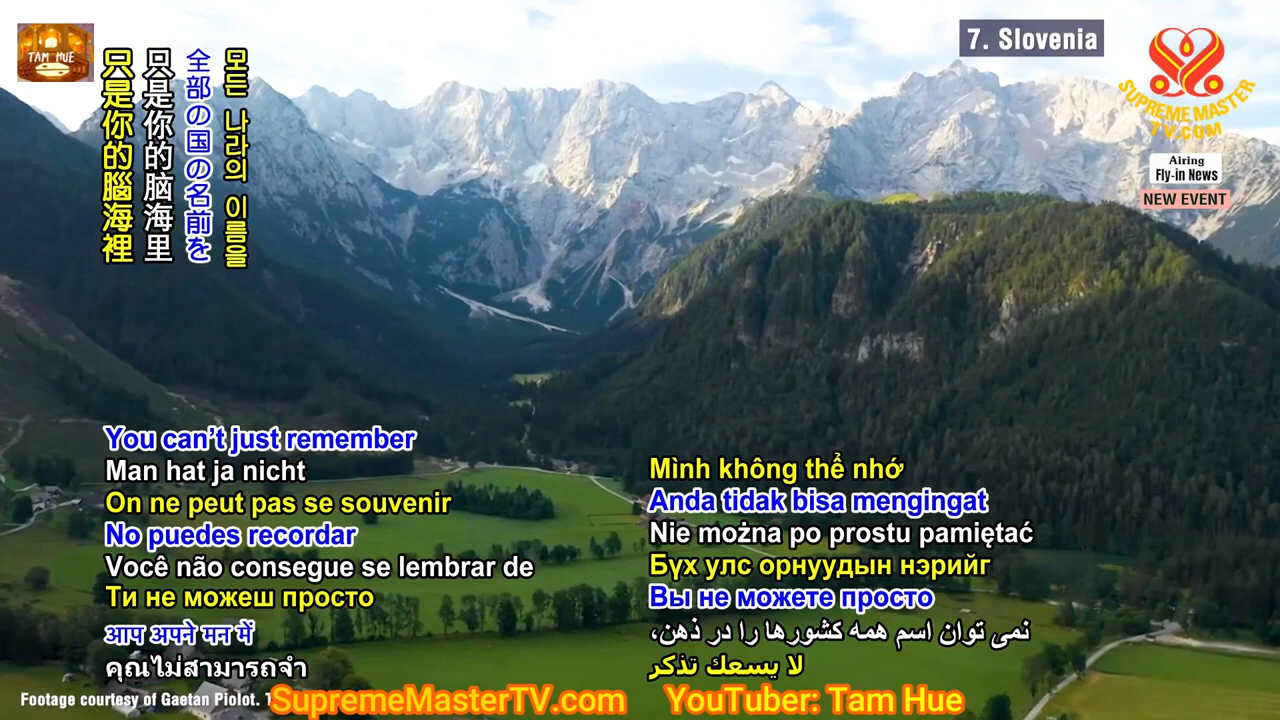 TAM HUE
只是你的腦海裡
只是你的脑海里
全部の国の名前を
모든 나라의 이름을
7. Slovenia
SUPREME MASTER
TV.COM
Airing
Fly-in News
NEW EVENT
You can't just remember
Man hat ja nicht
On ne peut pas se souvenir
No puedes recordar
Você não consegue se lembrar de
Ти не можеш просто
आप अपने मन में
คุณไม่สามารถจำ
Mình không thể nhớ
Anda tidak bisa mengingat
Nie można po prostu pamiętać
Бүх улс орнуудын нэрийг
Вы не можете просто
نمی توان اسم همه کشورها را در ذهن،
لا يسعك تذكر
Footage courtesy of Gaetan Piolot. T
SupremeMasterTV.com YouTuber: Tam Hue